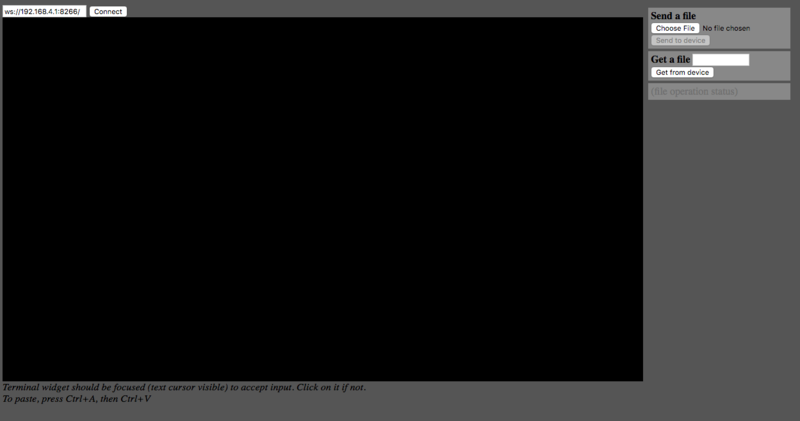 ws://192.168.4.1:8266/ Connect
Send a file
Choose File No file chosen
Send to device
Get a file
Get from device
(file operation status)
Terminal widget should be focused (text cursor visible) to accept input. Click on it if not.
To paste, press Ctrl+A, then Ctrl+V